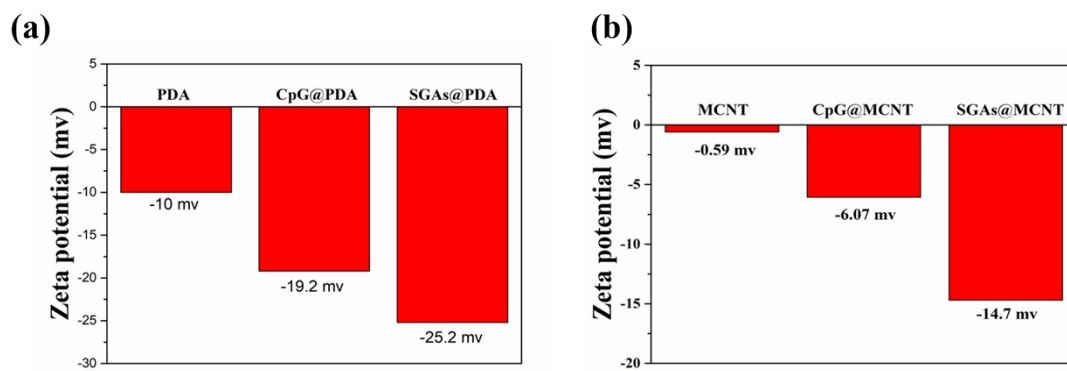 (a)
Zeta potential (mv)
5
0
-5
-10
-15
-20
-25
-30
PDA
CpG@PDA
SGAs@PDA
-10 mv
-19.2 mv
-25.2 mv
(b)
Zeta potential (mv)
5
0
-5
-10
-15
-20
MCNT
CpG@MCNT
SGAs@MCNT
-0.59 mv
-6.07 mv
-14.7 mv